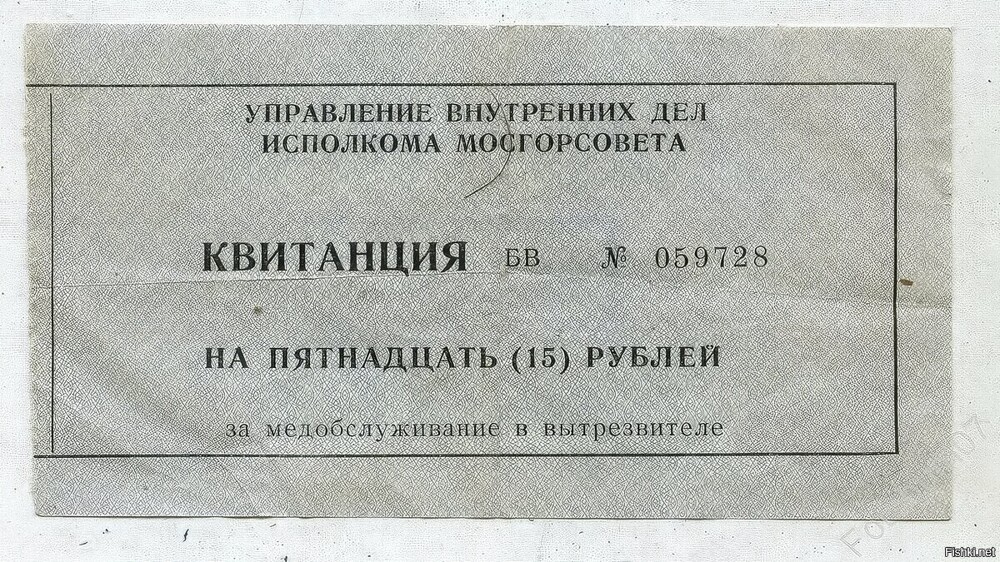 УПРАВЛЕНИЕ ВНУТРЕННИХ ДЕЛ
ИСПОЛКОМА МОСГОРСОВЕТА
КВИТАНЦИЯ БВ № 059728
НА ПЯТНАДЦАТЬ (15) РУБЛЕЙ
за медобслуживание в вытрезвителе
Fishki.net